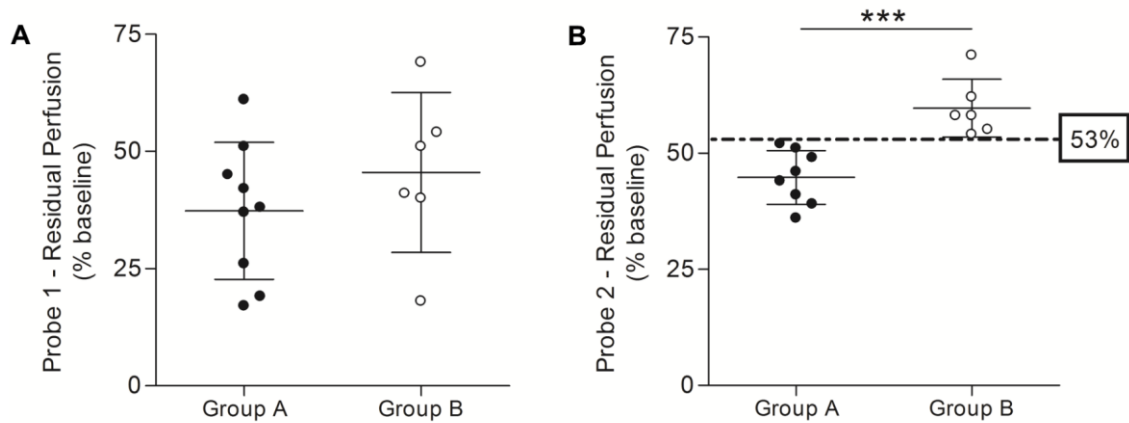 A
Probe 1 - Residual Perfusion
(% baseline)
75
50
25
0
Group A
Group B
B
***
Probe 2 - Residual Perfusion
(% baseline)
75
50
25
0
53%
Group A
Group B